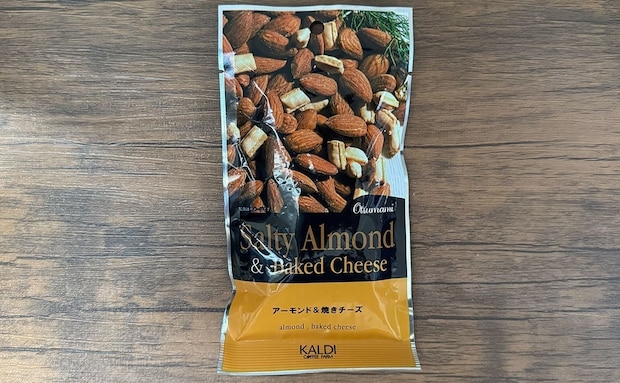 Otsumami
Salty Almond
& Baked Cheese
アーモンド＆焼きチーズ
almond , baked cheese
KALDI
COFFEE FARM